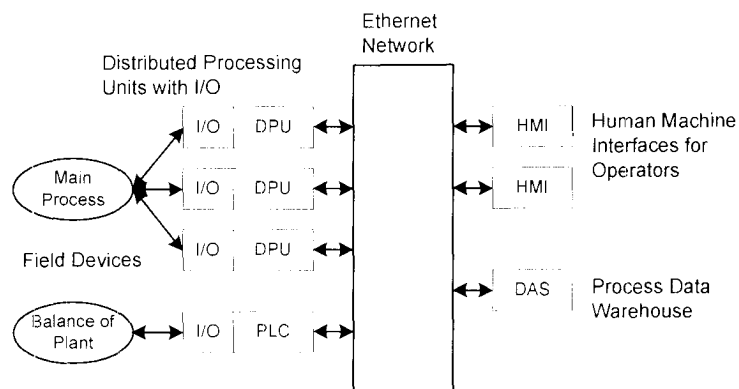 Ethernet
Network
Distributed Processing
Units with I/O
I/O DPU
HMI
Human Machine
Interfaces for
Operators
Main
Process
I/O DPU
HMI
I/O DPU
Field Devices
DAS
Process Data
Warehouse
Balance of
Plant
I/O PLC